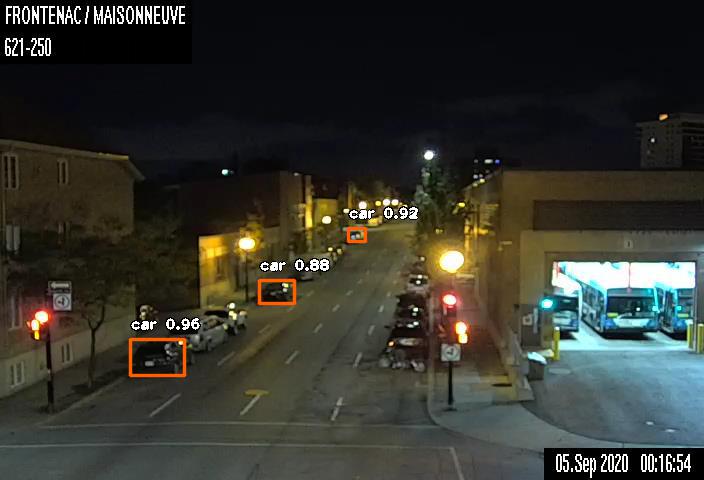 FRONTENAC / MAISONNEUVE
621-250
car 0.92
car 0.88
car 0.96
05.Sep 2020 00:16:54